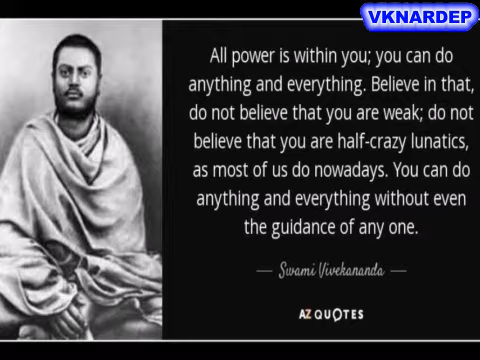 VKNARDEP
All power is within you; you can do
anything and everything. Believe in that,
do not believe that you are weak; do not
believe that you are half-crazy lunatics,
as most of us do nowadays. You can do
anything and everything without even
the guidance of any one.
— Swami Vivekananda —
AZ QUOTES